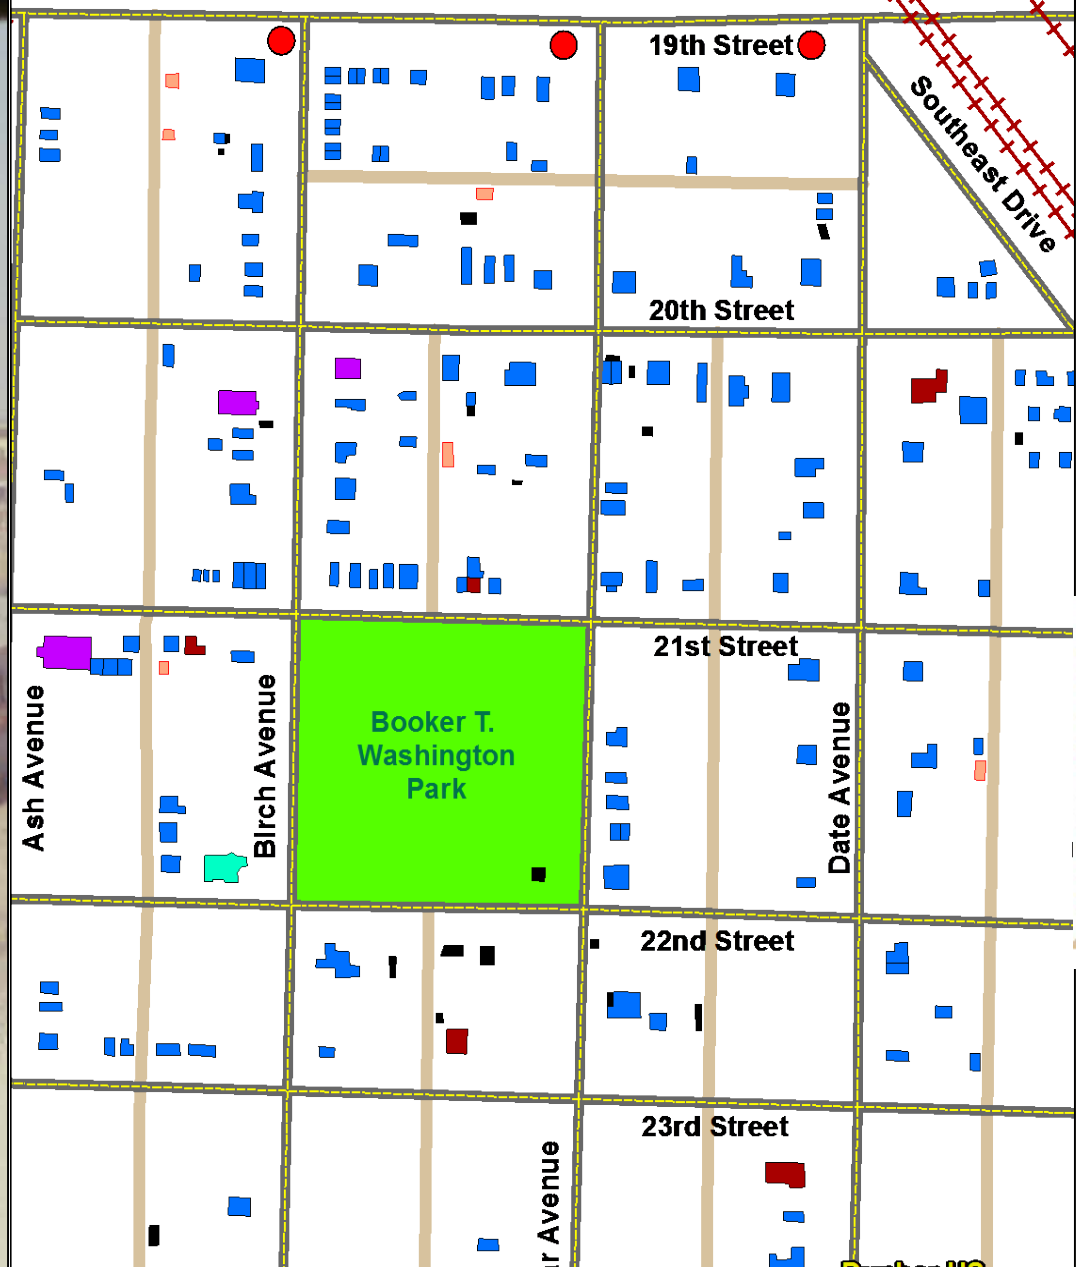 19th Street
Southeast Drive
20th Street
21st Street
Booker T.
Washington
Park
Ash Avenue
Birch Avenue
Date Avenue
22nd Street
23rd Street
Avenue